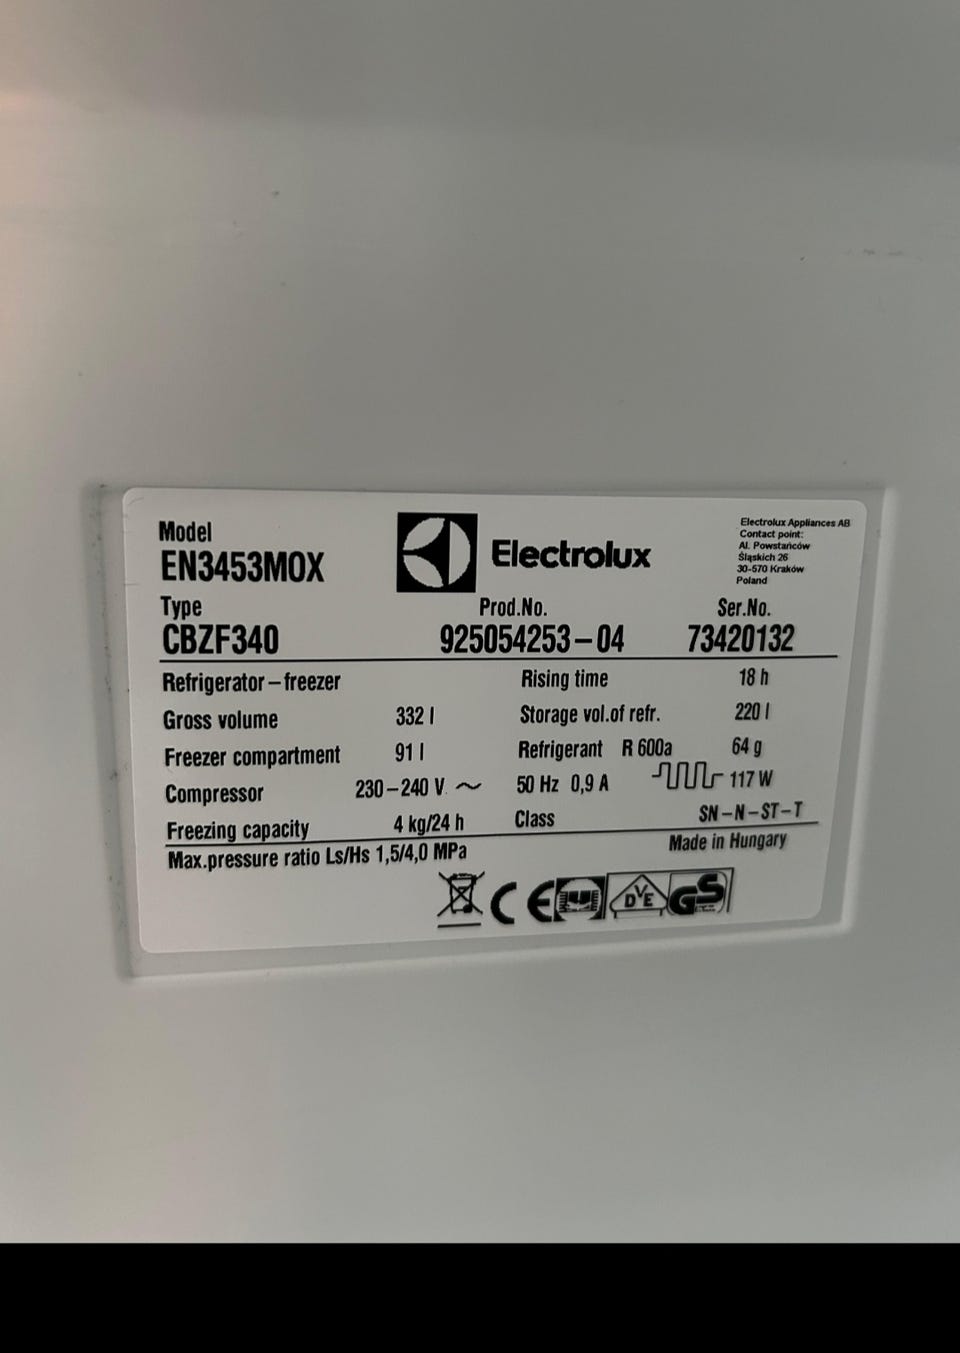 Model
EN3453MOX
Electrolux
Electrolux Appliances AB
Contact point:
Al. Powstańców
Śląskich 26
30-570 Kraków
Poland
Type
CBZF340
Prod.No.
925054253-04
Ser.No.
73420132
Refrigerator-freezer
Rising time 18 h
Gross volume 332 l
Storage vol.of refr. 220 l
Freezer compartment 91 l
Refrigerant R 600a 64 g
Compressor 230-240 V ~ 50 Hz 0,9 A 117 W
Freezing capacity 4 kg/24 h
Class SN-N-ST-T
Max.pressure ratio Ls/Hs 1,5/4,0 MPa
Made in Hungary
CE DVE GS